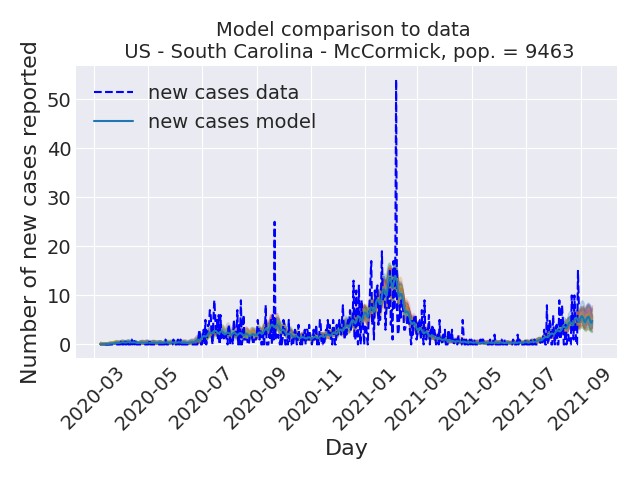 Model comparison to data
US - South Carolina - McCormick, pop. = 9463
Number of new cases reported
50
40
30
20
10
0
new cases data
new cases model
2020-03
2020-05
2020-07
2020-09
2020-11
2021-01
2021-03
2021-05
2021-07
2021-09
Day